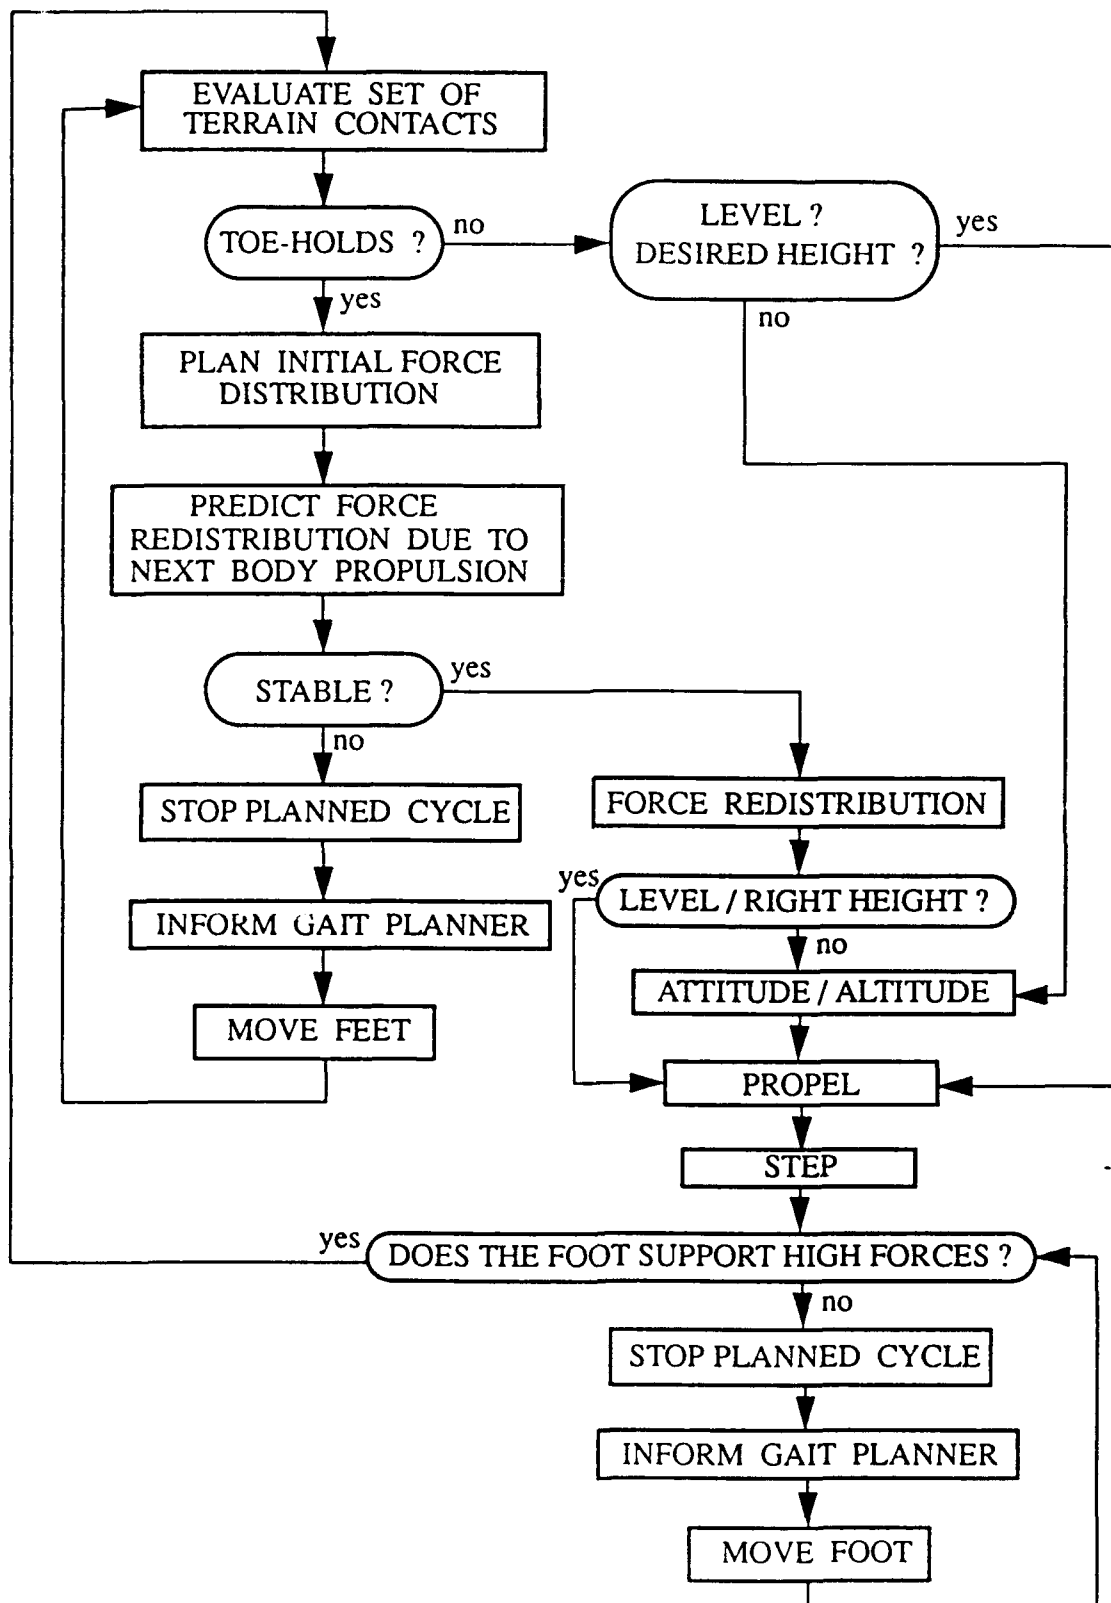 EVALUATE SET OF
TERRAIN CONTACTS
TOE-HOLDS ?
no
yes
LEVEL ?
DESIRED HEIGHT ?
yes
no
PLAN INITIAL FORCE
DISTRIBUTION
PREDICT FORCE
REDISTRIBUTION DUE TO
NEXT BODY PROPULSION
STABLE ?
yes
no
STOP PLANNED CYCLE
INFORM GAIT PLANNER
MOVE FEET
FORCE REDISTRIBUTION
yes
LEVEL / RIGHT HEIGHT ?
no
ATTITUDE / ALTITUDE
PROPEL
STEP
yes
DOES THE FOOT SUPPORT HIGH FORCES ?
no
STOP PLANNED CYCLE
INFORM GAIT PLANNER
MOVE FOOT